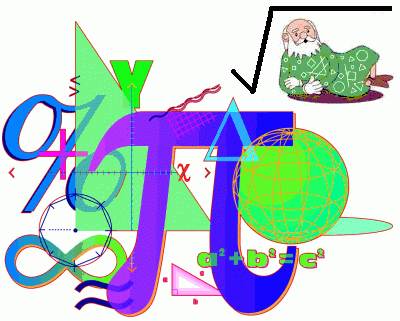 Y
%
+
π
x
a²+b²=c²
a
b
c
∞
≈